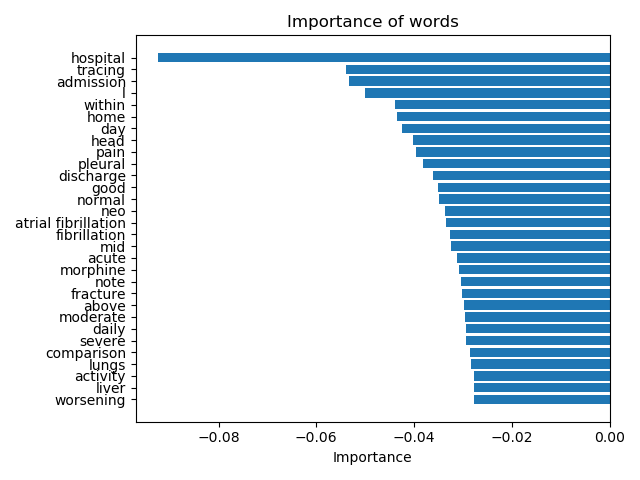 Importance of words
hospital
tracing
admission
l
within
home
day
head
pain
pleural
discharge
good
normal
neo
atrial fibrillation
fibrillation
mid
acute
morphine
note
fracture
above
moderate
daily
severe
comparison
lungs
activity
liver
worsening
−0.08 −0.06 −0.04 −0.02 0.00
Importance